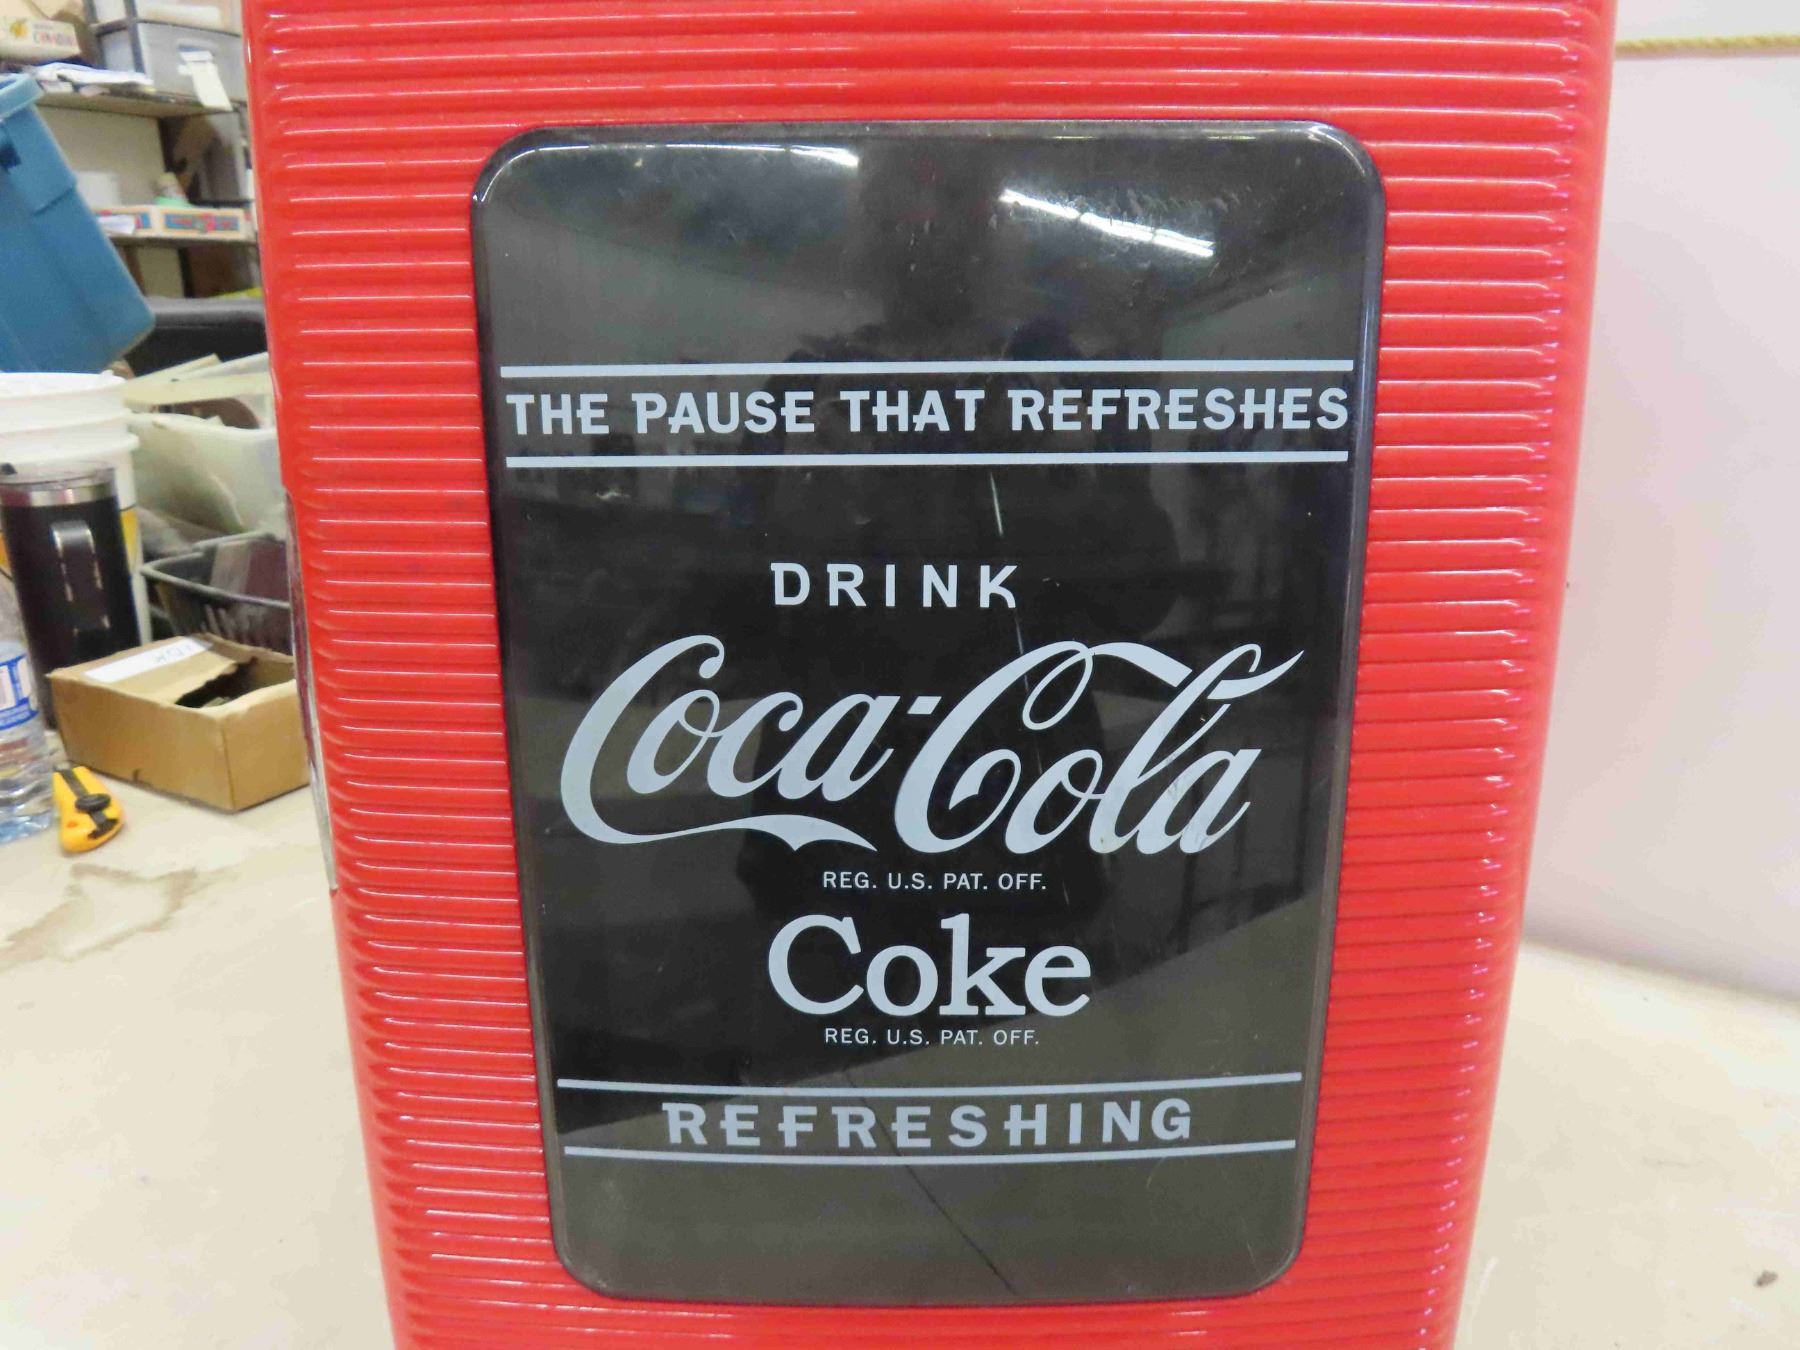 THE PAUSE THAT REFRESHES
DRINK
Coca-Cola
REG. U.S. PAT. OFF.
Coke
REG. U.S. PAT. OFF.
REFRESHING